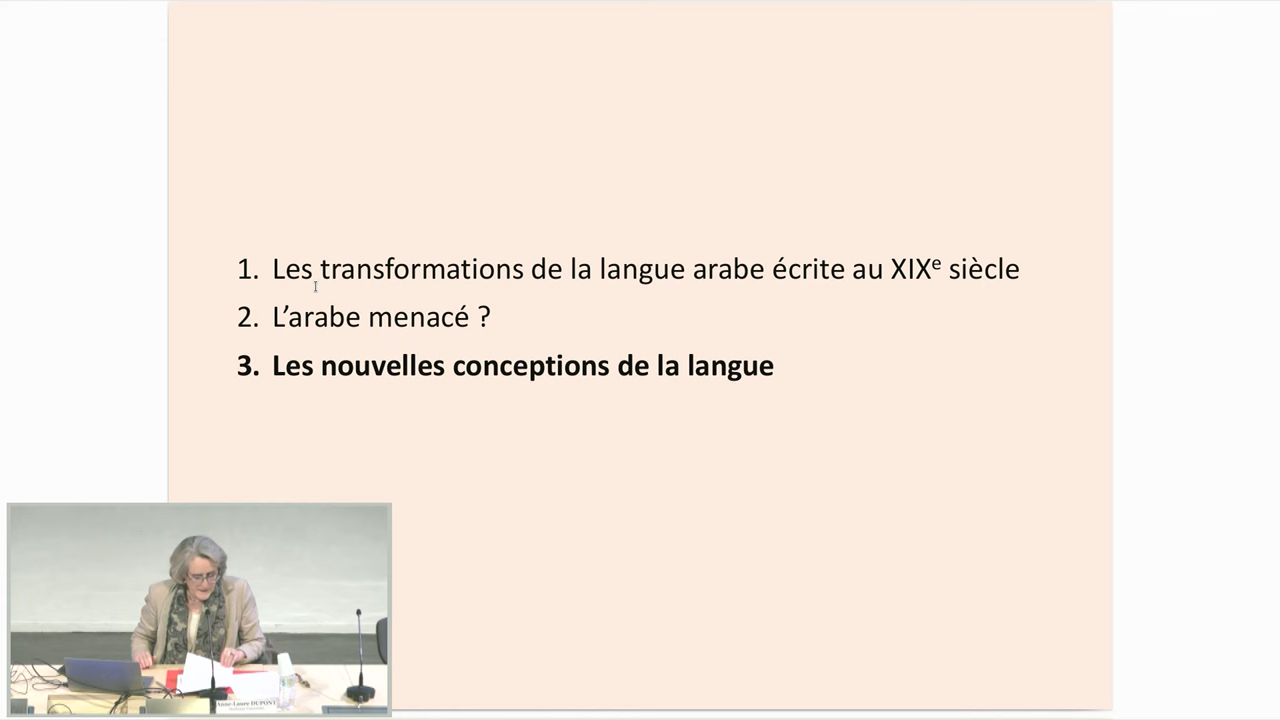 1. Les transformations de la langue arabe écrite au XIXe siècle
2. L’arabe menacé ?
3. Les nouvelles conceptions de la langue
Anne-Laure DUPONT